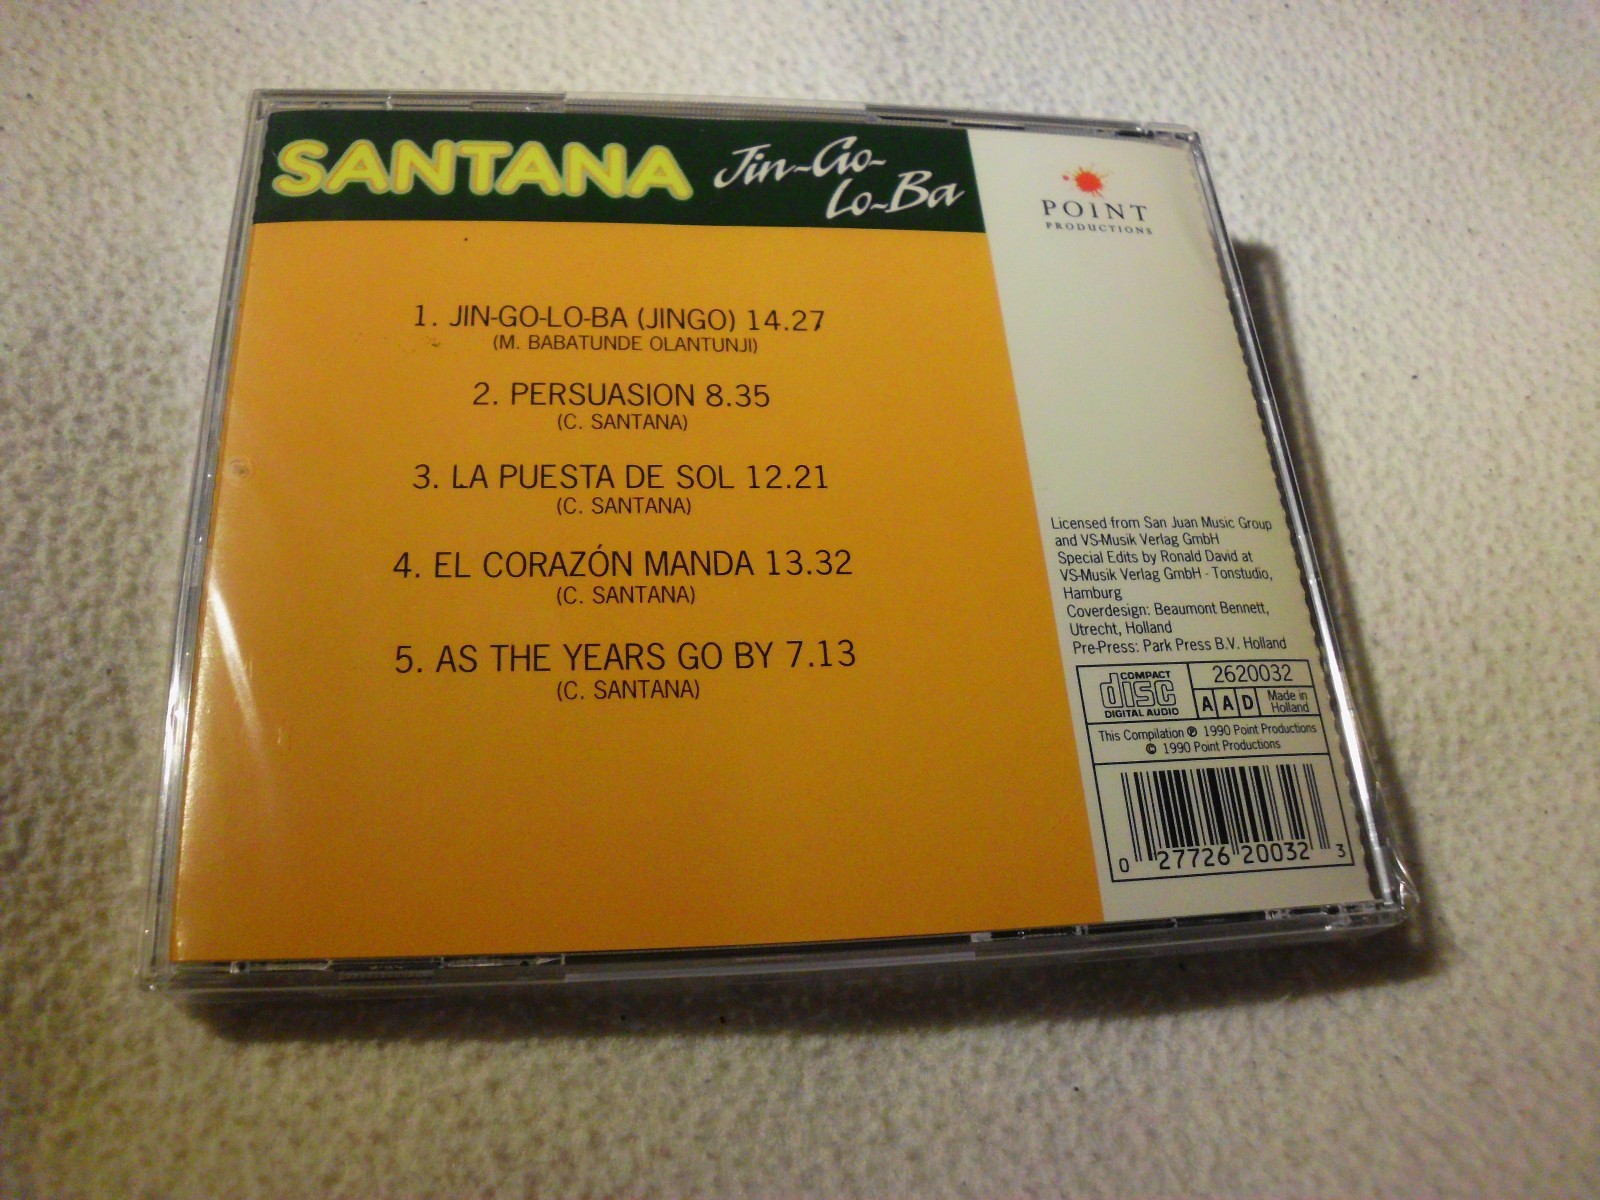 SANTANA Jin-Go-
Lo-Ba
1. JIN-GO-LO-BA (JINGO) 14.27
(M. BABATUNDE OLANTUNJI)
2. PERSUASION 8.35
(C. SANTANA)
3. LA PUESTA DE SOL 12.21
(C. SANTANA)
4. EL CORAZÓN MANDA 13.32
(C. SANTANA)
5. AS THE YEARS GO BY 7.13
(C. SANTANA)
POINT
PRODUCTIONS
Licensed from San Juan Music Group
and VS-Musik Verlag GmbH
Special Edits by Ronald David at
VS-Musik Verlag GmbH - Tonstudio,
Hamburg
Coverdesign: Beaumont Bennett,
Utrecht, Holland
Pre-Press: Park Press B.V. Holland
COMPACT
disc
DIGITAL AUDIO
2620032
A A D
Made in
Holland
This Compilation ℗ 1990 Point Productions
© 1990 Point Productions
0 27726 20032 3